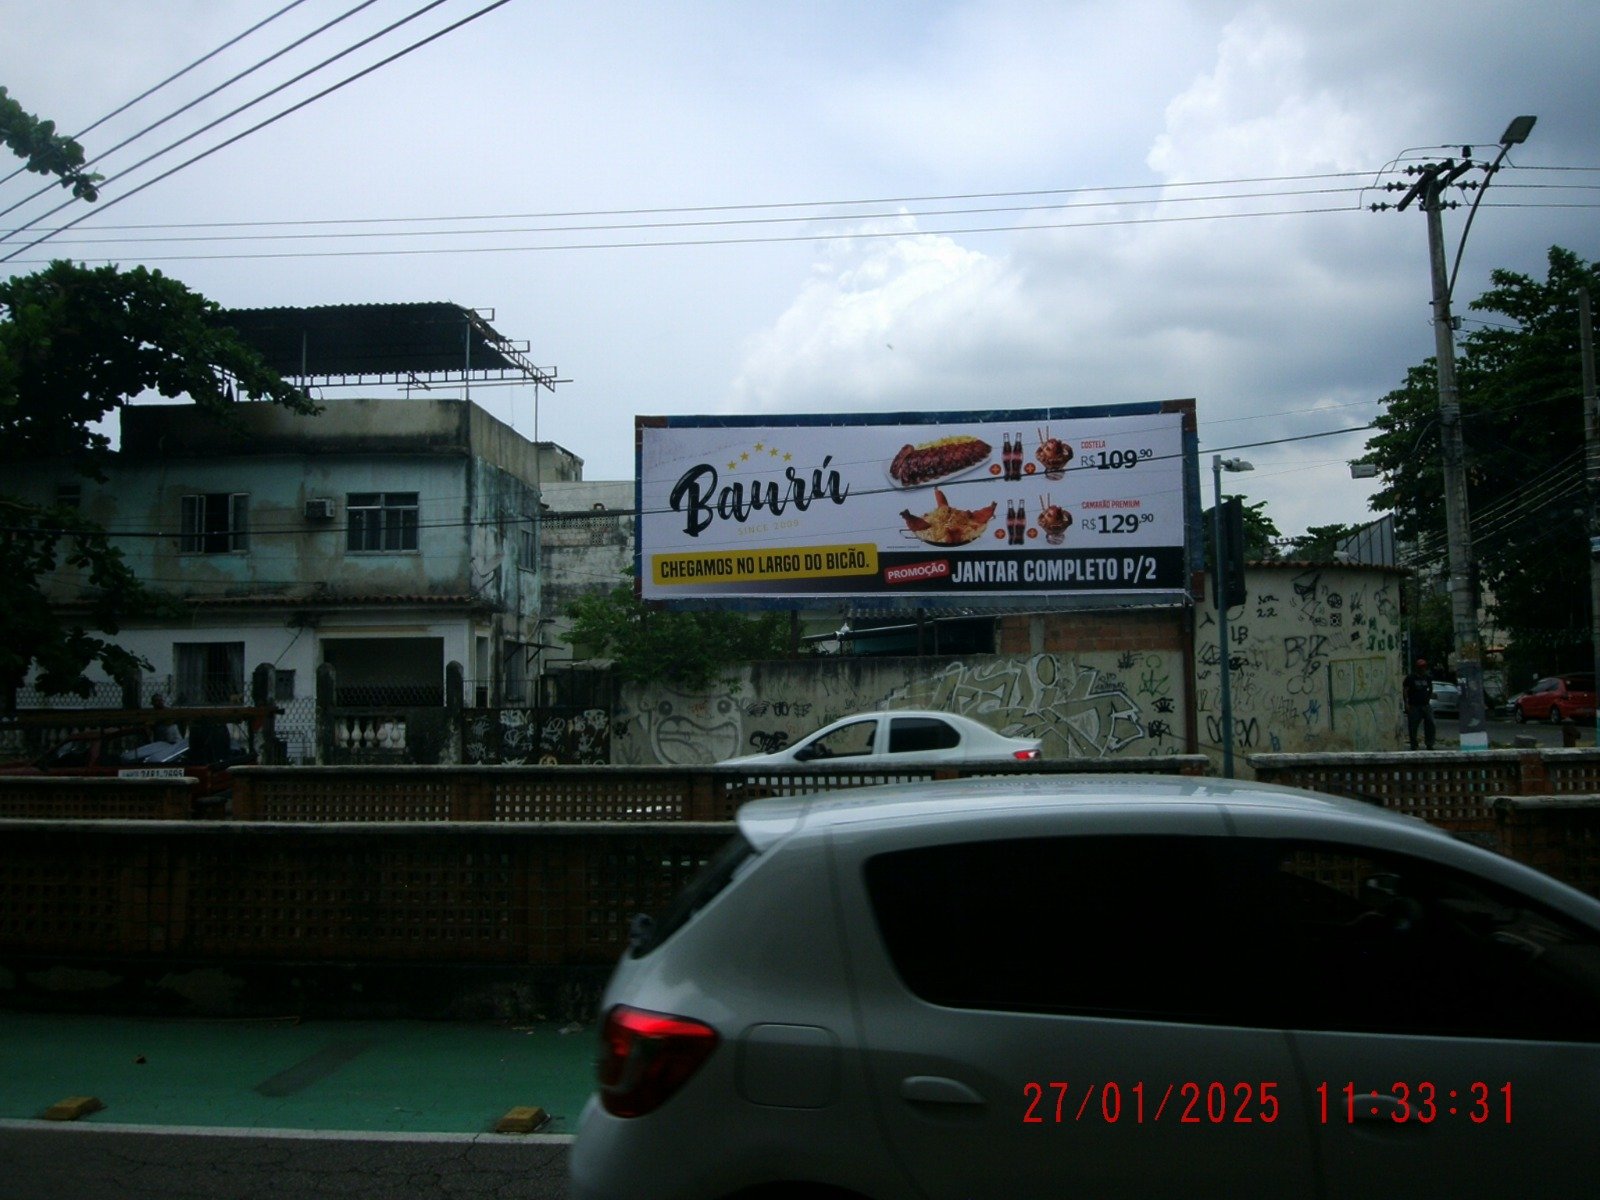 Baurú
SINCE 2009
CHEGAMOS NO LARGO DO BICÃO.
COSTELA
R$109,90
CAMARÃO PREMIUM
R$129,90
PROMOÇÃO JANTAR COMPLETO P/2
27/01/2025 11:33:31